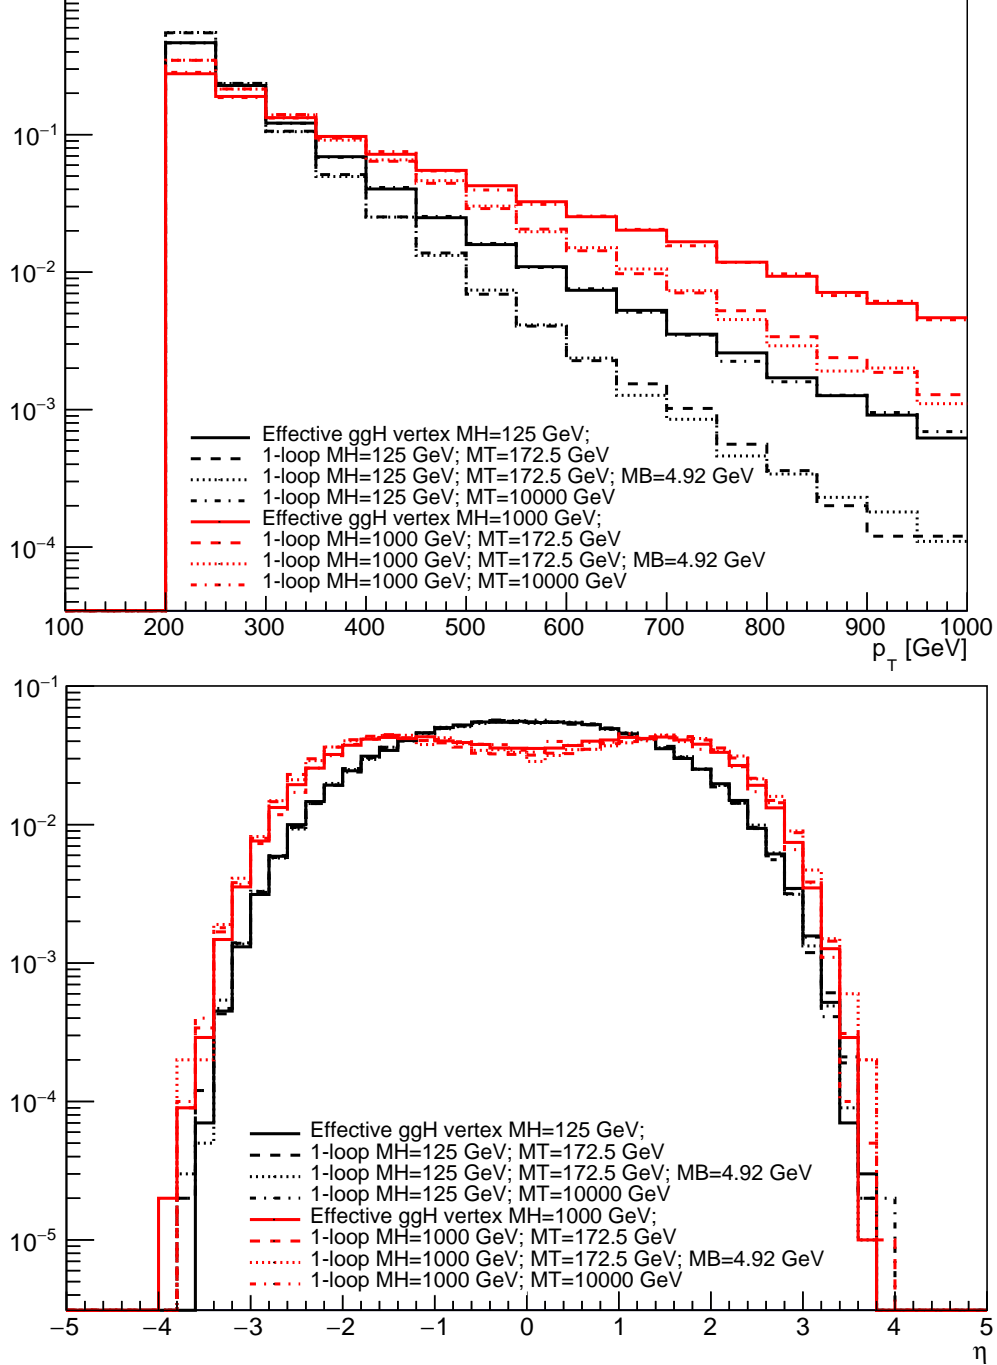 10⁻¹
10⁻²
10⁻³
10⁻⁴
Effective ggH vertex MH=125 GeV;
1-loop MH=125 GeV; MT=172.5 GeV
1-loop MH=125 GeV; MT=172.5 GeV; MB=4.92 GeV
1-loop MH=125 GeV; MT=10000 GeV
Effective ggH vertex MH=1000 GeV;
1-loop MH=1000 GeV; MT=172.5 GeV
1-loop MH=1000 GeV; MT=172.5 GeV; MB=4.92 GeV
1-loop MH=1000 GeV; MT=10000 GeV
100 200 300 400 500 600 700 800 900 1000
p_T [GeV]
10⁻¹
10⁻²
10⁻³
10⁻⁴
10⁻⁵
Effective ggH vertex MH=125 GeV;
1-loop MH=125 GeV; MT=172.5 GeV
1-loop MH=125 GeV; MT=172.5 GeV; MB=4.92 GeV
1-loop MH=125 GeV; MT=10000 GeV
Effective ggH vertex MH=1000 GeV;
1-loop MH=1000 GeV; MT=172.5 GeV
1-loop MH=1000 GeV; MT=172.5 GeV; MB=4.92 GeV
1-loop MH=1000 GeV; MT=10000 GeV
−5 −4 −3 −2 −1 0 1 2 3 4 5
η